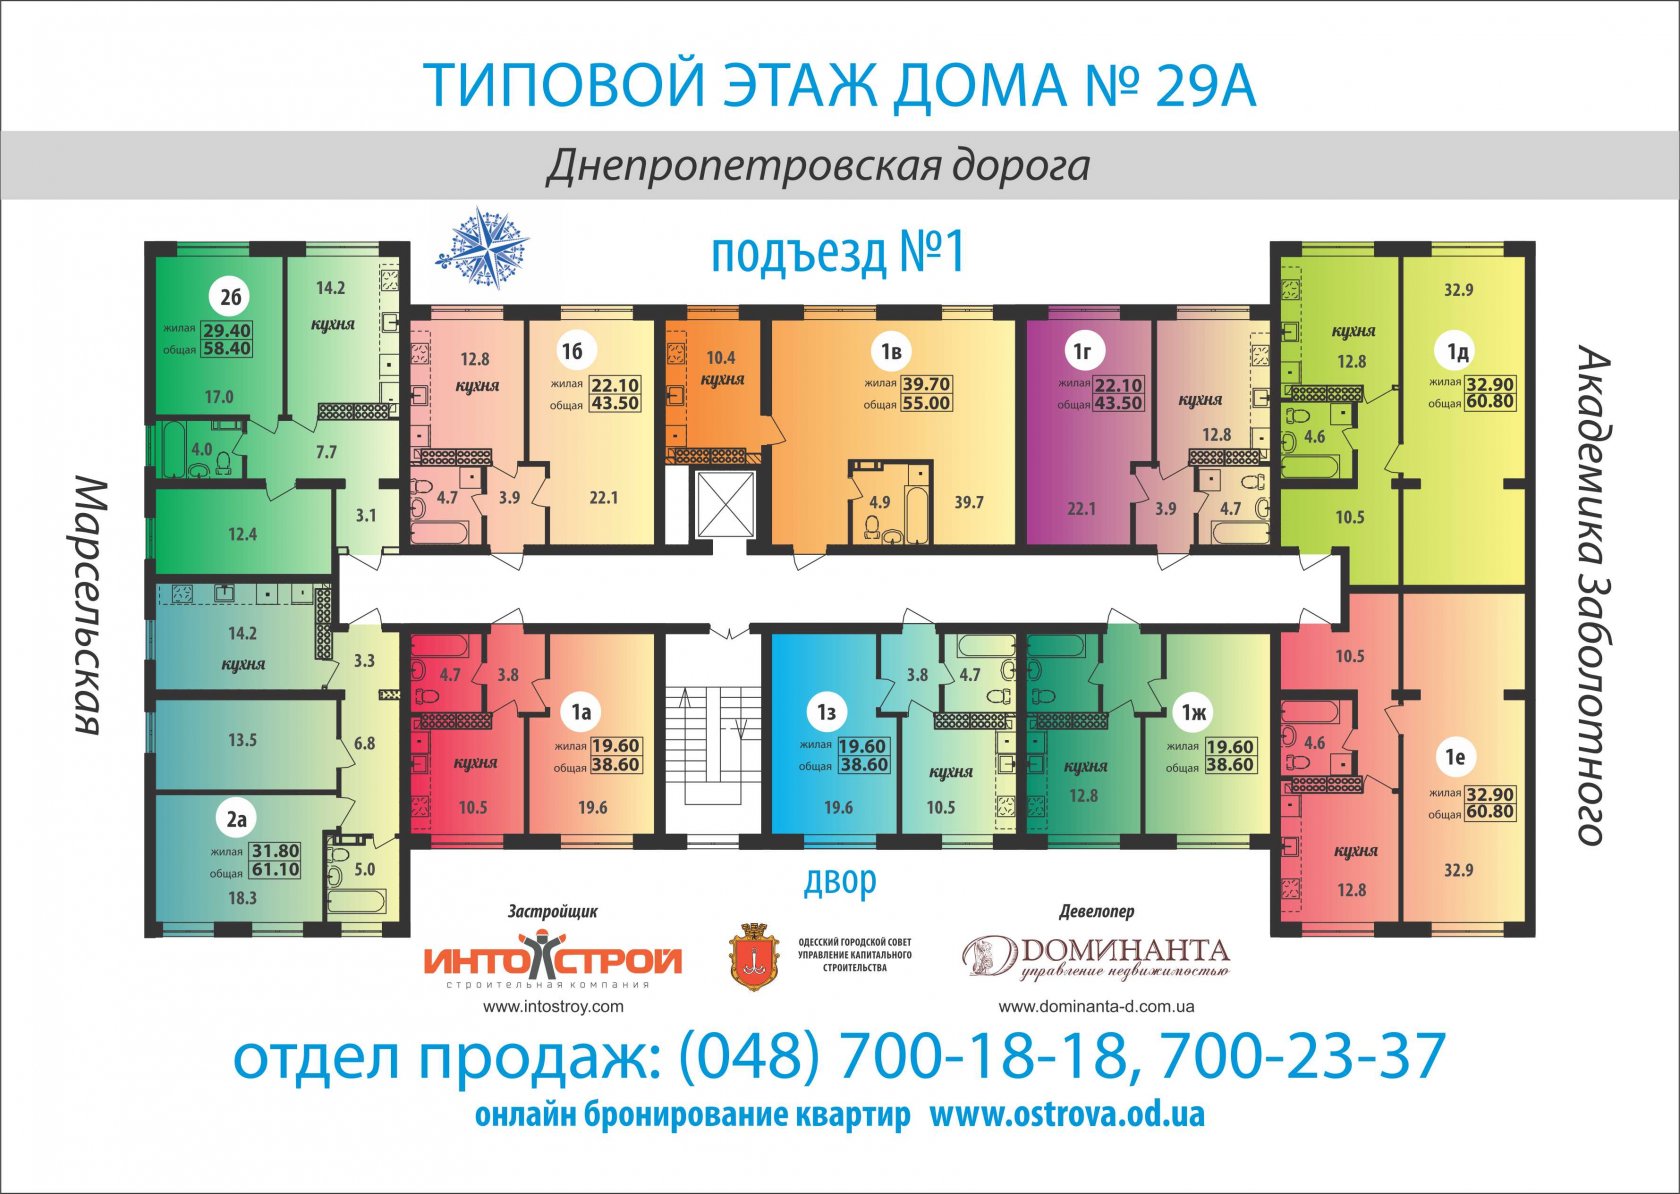 ТИПОВОЙ ЭТАЖ ДОМА № 29А
Днепропетровская дорога
подъезд №1
Марсельская
Академика Заболотного
2б
жилая 29.40
общая 58.40
17.0
14.2
кухня
4.0
7.7
12.4
3.1
12.8
кухня
4.7
3.9
1б
жилая 22.10
общая 43.50
22.1
10.4
кухня
1в
жилая 39.70
общая 55.00
4.9
39.7
1г
жилая 22.10
общая 43.50
22.1
кухня
12.8
3.9
4.7
кухня
12.8
4.6
10.5
32.9
1д
жилая 32.90
общая 60.80
14.2
кухня
3.3
13.5
6.8
2а
жилая 31.80
общая 61.10
18.3
5.0
4.7
3.8
кухня
10.5
1а
жилая 19.60
общая 38.60
19.6
1з
жилая 19.60
общая 38.60
19.6
3.8
4.7
кухня
10.5
кухня
12.8
1ж
жилая 19.60
общая 38.60
10.5
4.6
кухня
12.8
1е
жилая 32.90
общая 60.80
32.9
двор
Застройщик
ИНТОСТРОЙ
строительная компания
www.intostroy.com
ОДЕССКИЙ ГОРОДСКОЙ СОВЕТ
УПРАВЛЕНИЕ КАПИТАЛЬНОГО
СТРОИТЕЛЬСТВА
Девелопер
DОМИНАНТА
управление недвижимостью
www.dominanta-d.com.ua
отдел продаж: (048) 700-18-18, 700-23-37
онлайн бронирование квартир www.ostrova.od.ua